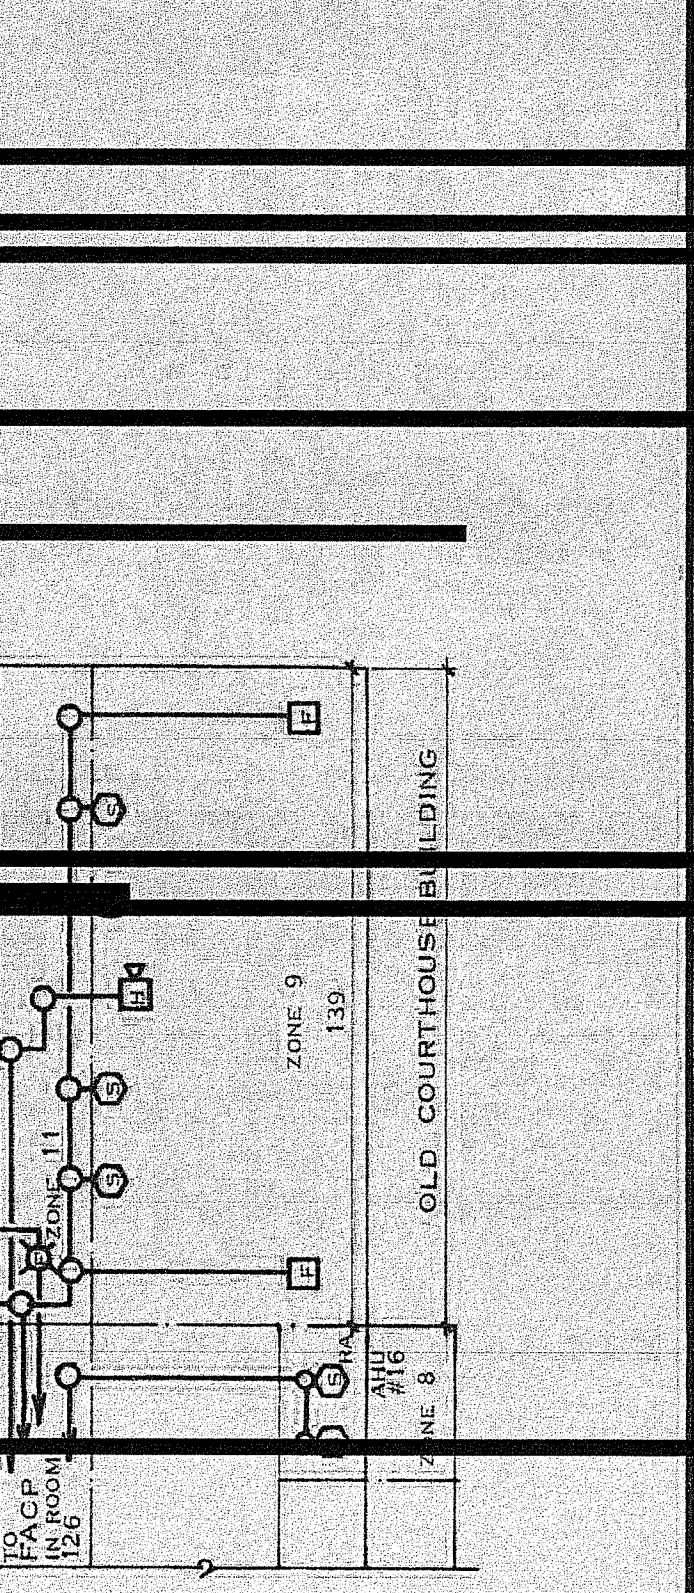 F
S
OLD COURTHOUSE BUILDING
H
ZONE 9
139
S
ZONE 11
S
F
F
S
RA
AHU
#16
ZONE 8
TO
FACP
IN ROOM
126